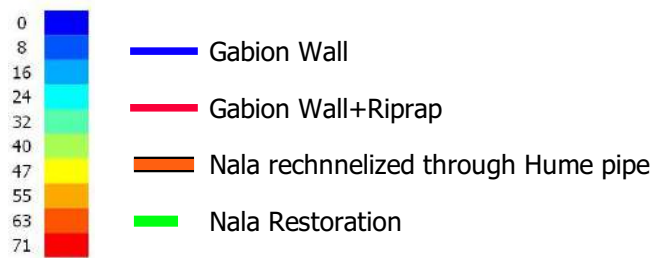 0
8
16
24
32
40
47
55
63
71
Gabion Wall
Gabion Wall+Riprap
Nala rechnnelized through Hume pipe
Nala Restoration